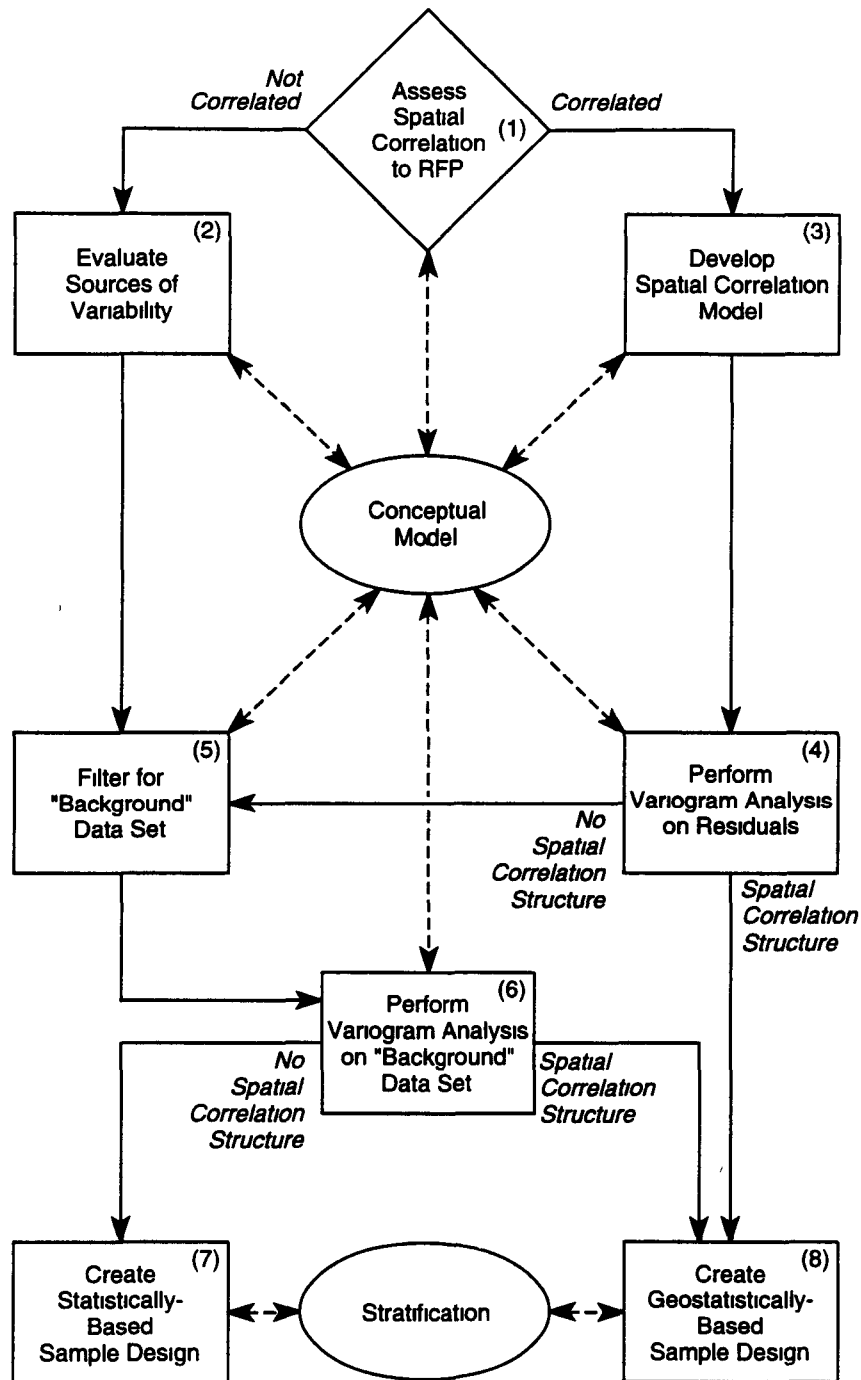 Assess
Spatial
Correlation
to RFP
(1)
Not
Correlated
Correlated
(2)
Evaluate
Sources of
Variability
(3)
Develop
Spatial Correlation
Model
Conceptual
Model
(5)
Filter for
"Background"
Data Set
(4)
Perform
Variogram Analysis
on Residuals
No
Spatial
Correlation
Structure
Spatial
Correlation
Structure
(6)
Perform
Variogram Analysis
on "Background"
Data Set
No
Spatial
Correlation
Structure
Spatial
Correlation
Structure
(7)
Create
Statistically-
Based
Sample Design
Stratification
(8)
Create
Geostatistically-
Based
Sample Design